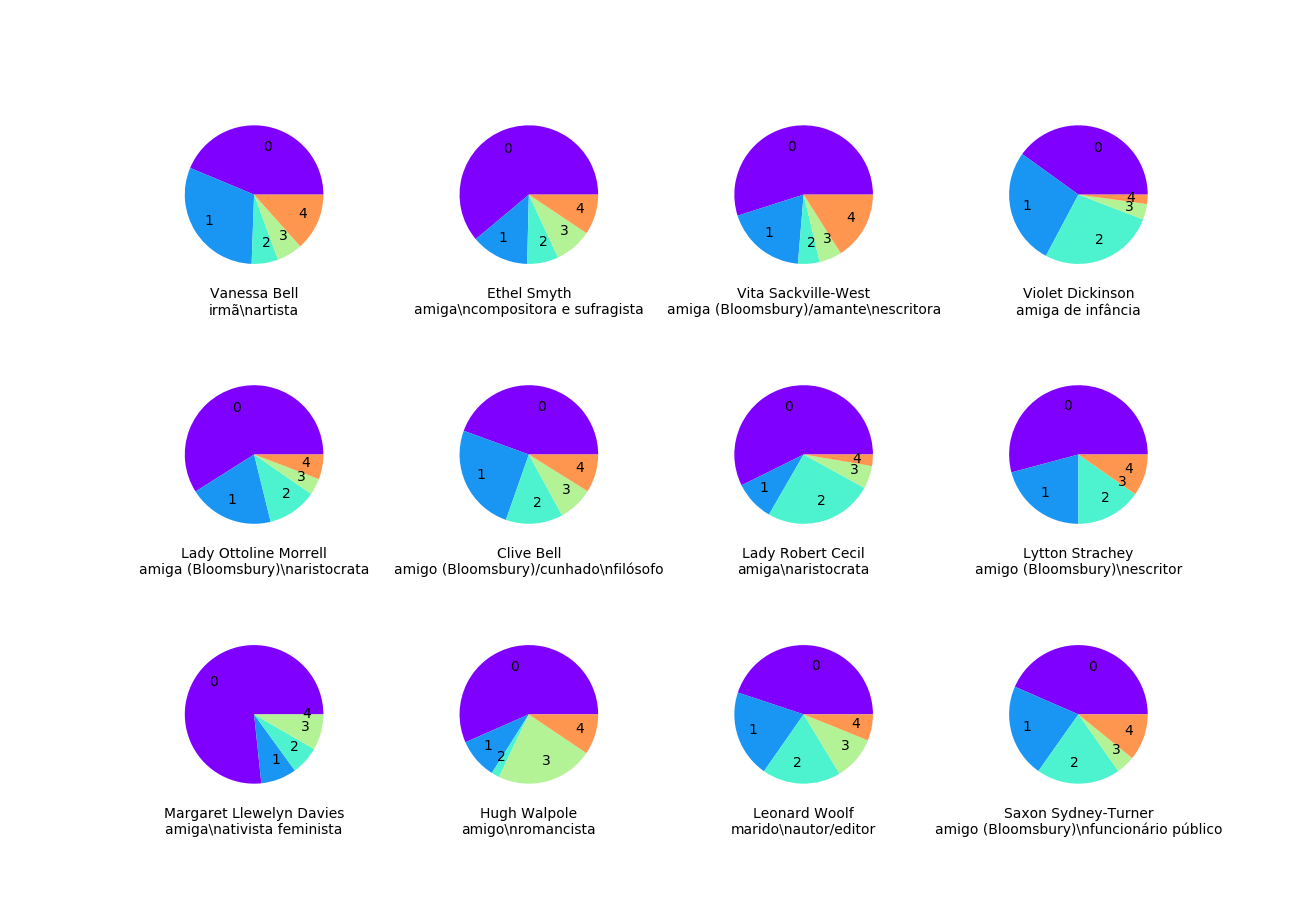 0
1
2
3
4
Vanessa Bell
irmã\nartista
0
1
2
3
4
Ethel Smyth
amiga\ncompositora e sufragista
0
1
2
3
4
Vita Sackville-West
amiga (Bloomsbury)/amante\nescritora
0
1
2
3
4
Violet Dickinson
amiga de infância
0
1
2
3
4
Lady Ottoline Morrell
amiga (Bloomsbury)\naristocrata
0
1
2
3
4
Clive Bell
amigo (Bloomsbury)/cunhado\nfilósofo
0
1
2
3
4
Lady Robert Cecil
amiga\naristocrata
0
1
2
3
4
Lytton Strachey
amigo (Bloomsbury)\nescritor
0
1
2
3
4
Margaret Llewelyn Davies
amiga\nativista feminista
0
1
2
3
4
Hugh Walpole
amigo\nromancista
0
1
2
3
4
Leonard Woolf
marido\nautor/editor
0
1
2
3
4
Saxon Sydney-Turner
amigo (Bloomsbury)\nfuncionário público